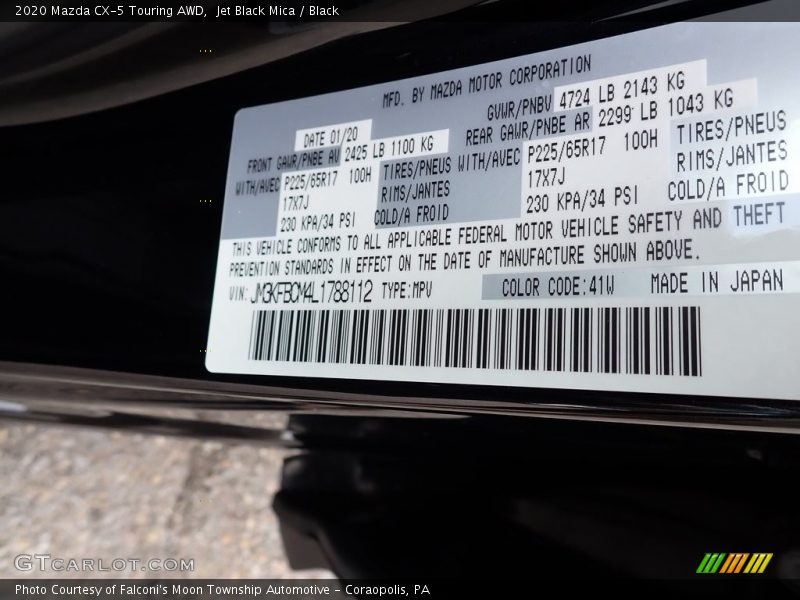 2020 Mazda CX-5 Touring AWD,  Jet Black Mica / Black
MFD. BY MAZDA MOTOR CORPORATION
DATE 01/20
GVWR/PNBV 4724 LB 2143 KG
FRONT GAWR/PNBE AV 2425 LB 1100 KG
REAR GAWR/PNBE AR 2299 LB 1043 KG
WITH/AVEC P225/65R17 100H TIRES/PNEUS
17X7J RIMS/JANTES
230 KPA/34 PSI COLD/A FROID
WITH/AVEC P225/65R17 100H TIRES/PNEUS
17X7J RIMS/JANTES
230 KPA/34 PSI COLD/A FROID
THIS VEHICLE CONFORMS TO ALL APPLICABLE FEDERAL MOTOR VEHICLE SAFETY AND THEFT
PREVENTION STANDARDS IN EFFECT ON THE DATE OF MANUFACTURE SHOWN ABOVE.
VIN: JM3KFBCM4L1788112 TYPE:MPV COLOR CODE:41W MADE IN JAPAN
GTCARLOT.COM
Photo Courtesy of Falconi's Moon Township Automotive - Coraopolis, PA